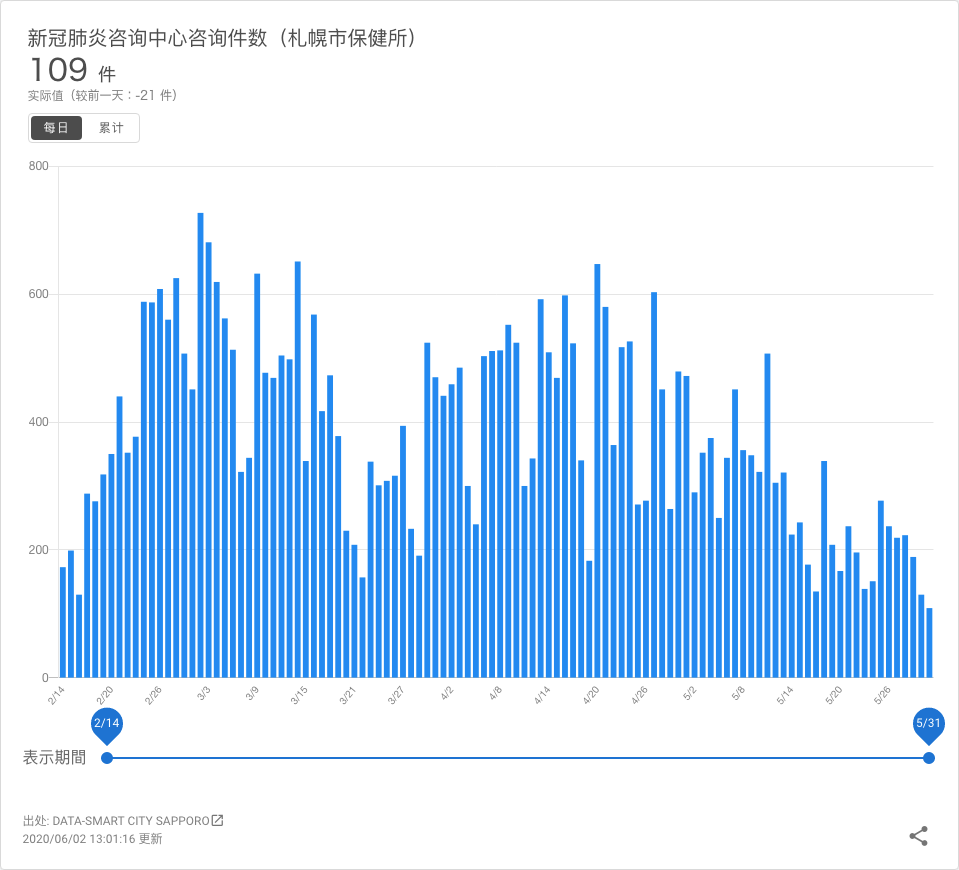 新冠肺炎咨询中心咨询件数（札幌市保健所）
109 件
实际值（较前一天：-21 件）
每日 累计
800
600
400
200
0
2/14 2/20 2/26 3/3 3/9 3/15 3/21 3/27 4/2 4/8 4/14 4/20 4/26 5/2 5/8 5/14 5/20 5/26
2/14 5/31
表示期間
出处: DATA-SMART CITY SAPPORO
2020/06/02 13:01:16 更新